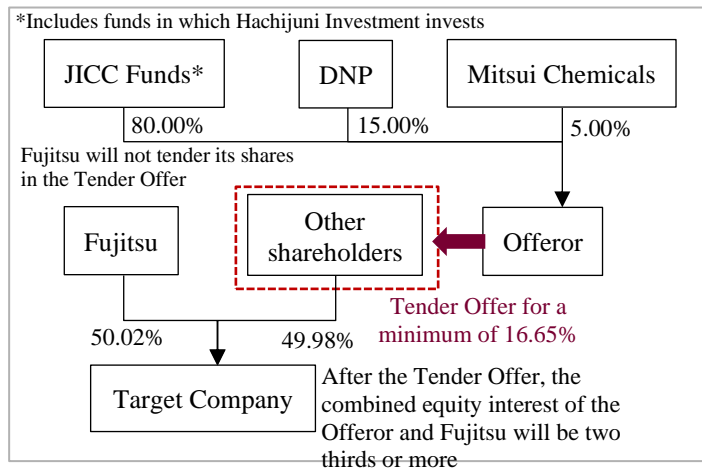 *Includes funds in which Hachijuni Investment invests
JICC Funds*
DNP
Mitsui Chemicals
80.00%
15.00%
5.00%
Fujitsu will not tender its shares
in the Tender Offer
Fujitsu
Other
shareholders
Offeror
Tender Offer for a
minimum of 16.65%
50.02%
49.98%
Target Company
After the Tender Offer, the
combined equity interest of the
Offeror and Fujitsu will be two
thirds or more